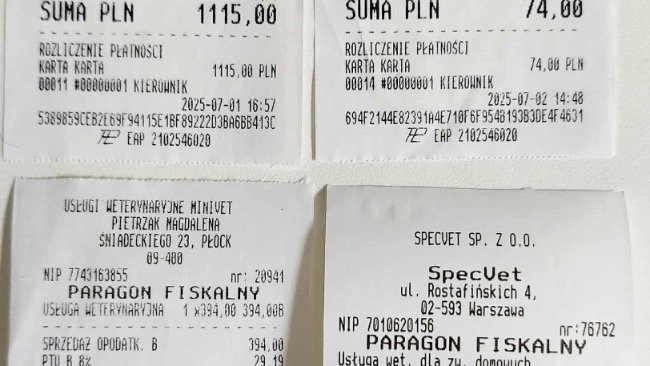 SUMA PLN 1115,00
ROZLICZENIE PŁATNOŚCI
KARTA KARTA 1115,00 PLN
00011 #00000001 KIEROWNIK
2025-07-01 16:57
5389859CEB2E69F94115E1BF89222D3BA6BB413C
EAP 2102546020
SUMA PLN 74,00
ROZLICZENIE PŁATNOŚCI
KARTA KARTA 74,00 PLN
00014 #00000001 KIEROWNIK
2025-07-02 14:48
694F2144E82391A4E710F6F954B193B3DE4F4631
EAP 2102546020
USŁUGI WETERYNARYJNE MINIVET
PIETRZAK MAGDALENA
ŚNIADECKIEGO 23, PŁOCK
09-400
NIP 7743163855 nr: 20941
PARAGON FISKALNY
USŁUGA WETERYNARYJNA 1 x394,00 394,00B
SPRZEDAŻ OPODATK. B 394,00
PTU B 8% 29,19
SPECVET SP. Z O.O.
SpecVet
ul. Rostafińskich 4,
02-593 Warszawa
NIP 7010620156 nr:76762
PARAGON FISKALNY
Usługa wet. dla zw. domowych